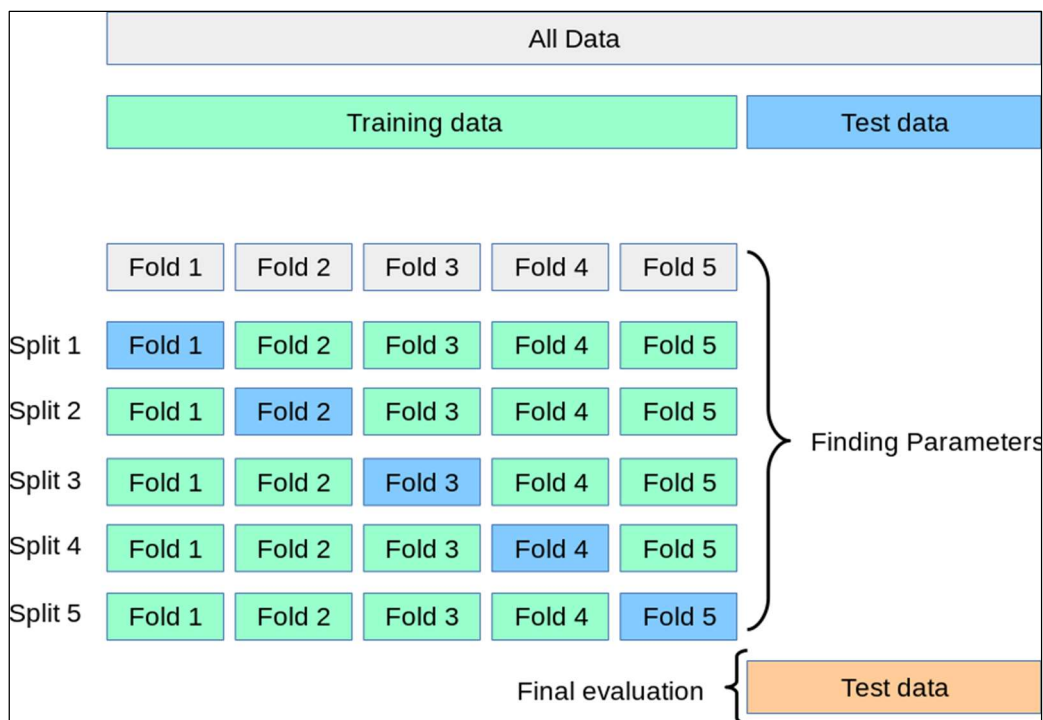 All Data
Training data Test data
Fold 1 Fold 2 Fold 3 Fold 4 Fold 5
Split 1 Fold 1 Fold 2 Fold 3 Fold 4 Fold 5
Split 2 Fold 1 Fold 2 Fold 3 Fold 4 Fold 5
Finding Parameters
Split 3 Fold 1 Fold 2 Fold 3 Fold 4 Fold 5
Split 4 Fold 1 Fold 2 Fold 3 Fold 4 Fold 5
Split 5 Fold 1 Fold 2 Fold 3 Fold 4 Fold 5
Final evaluation Test data